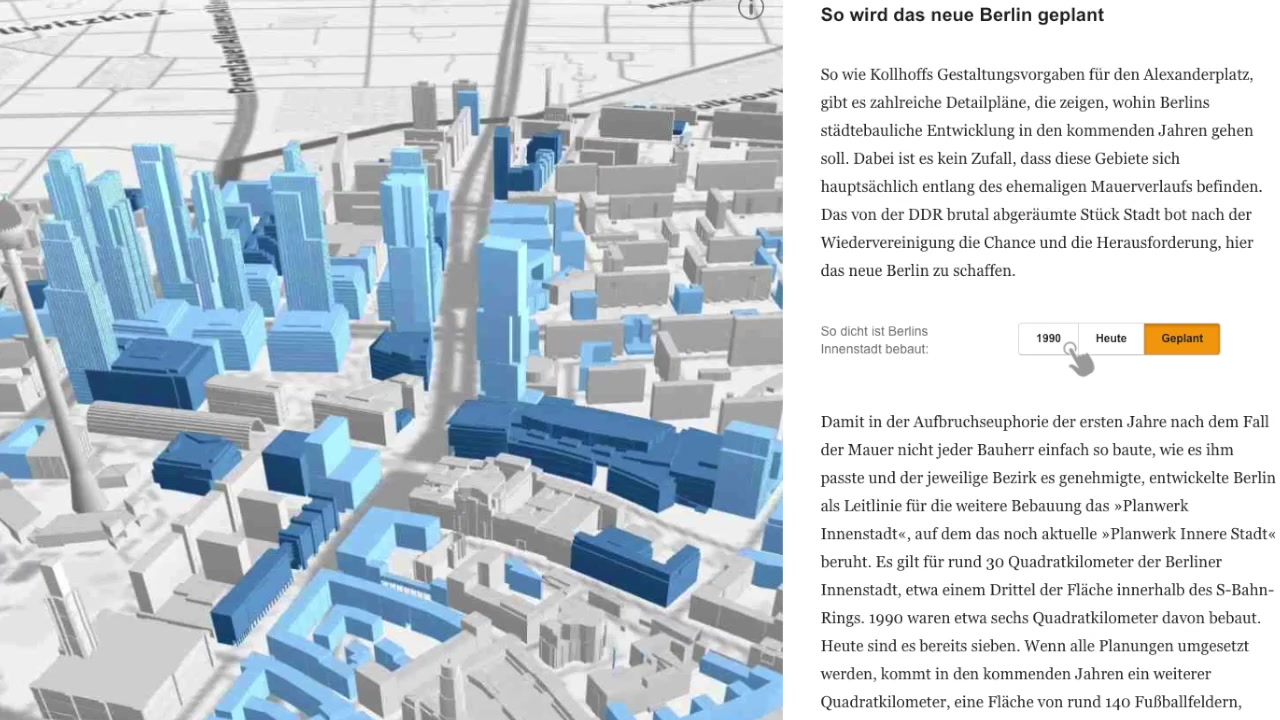 llwitzkiez
Prenzlauer Allee
i
So wird das neue Berlin geplant
So wie Kollhoffs Gestaltungsvorgaben für den Alexanderplatz,
gibt es zahlreiche Detailpläne, die zeigen, wohin Berlins
städtebauliche Entwicklung in den kommenden Jahren gehen
soll. Dabei ist es kein Zufall, dass diese Gebiete sich
hauptsächlich entlang des ehemaligen Mauerverlaufs befinden.
Das von der DDR brutal abgeräumte Stück Stadt bot nach der
Wiedervereinigung die Chance und die Herausforderung, hier
das neue Berlin zu schaffen.
So dicht ist Berlins
Innenstadt bebaut:
1990 Heute Geplant
Damit in der Aufbruchseuphorie der ersten Jahre nach dem Fall
der Mauer nicht jeder Bauherr einfach so baute, wie es ihm
passte und der jeweilige Bezirk es genehmigte, entwickelte Berlin
als Leitlinie für die weitere Bebauung das »Planwerk
Innenstadt«, auf dem das noch aktuelle »Planwerk Innere Stadt«
beruht. Es gilt für rund 30 Quadratkilometer der Berliner
Innenstadt, etwa einem Drittel der Fläche innerhalb des S-Bahn-
Rings. 1990 waren etwa sechs Quadratkilometer davon bebaut.
Heute sind es bereits sieben. Wenn alle Planungen umgesetzt
werden, kommt in den kommenden Jahren ein weiterer
Quadratkilometer, eine Fläche von rund 140 Fußballfeldern,